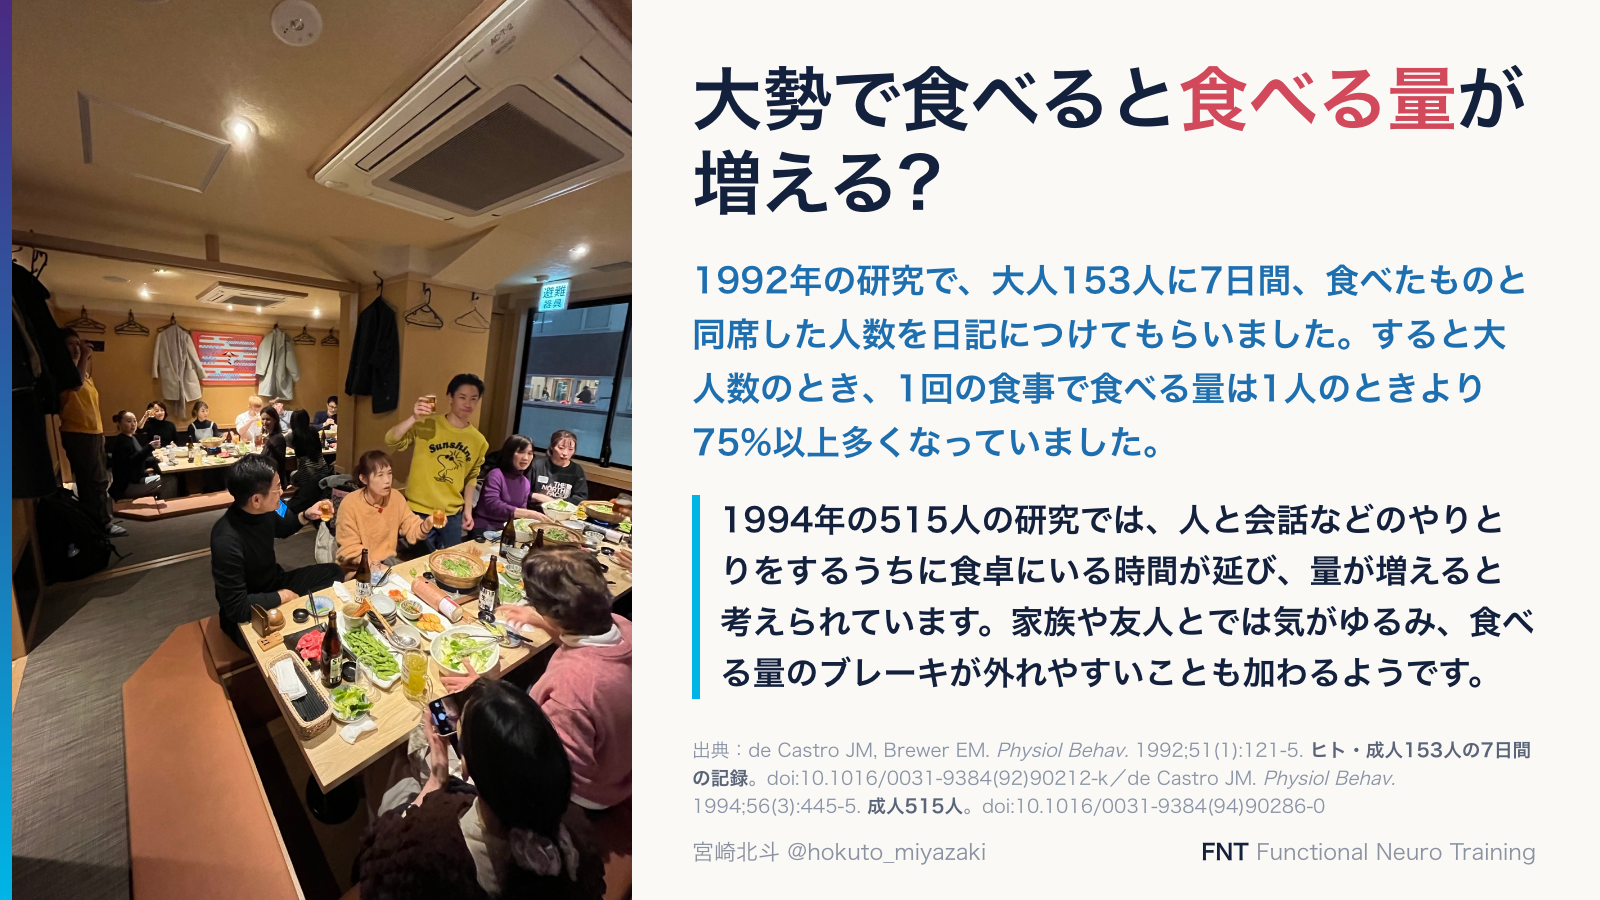 大勢で食べると食べる量が
増える?
1992年の研究で、大人153人に7日間、食べたものと
同席した人数を日記につけてもらいました。すると大
人数のとき、1回の食事で食べる量は1人のときより
75%以上多くなっていました。
1994年の515人の研究では、人と会話などのやりと
りをするうちに食卓にいる時間が延び、量が増えると
考えられています。家族や友人とでは気がゆるみ、食べ
る量のブレーキが外れやすいことも加わるようです。
出典：de Castro JM, Brewer EM. Physiol Behav. 1992;51(1):121-5. ヒト・成人153人の7日間
の記録。doi:10.1016/0031-9384(92)90212-k／de Castro JM. Physiol Behav.
1994;56(3):445-5. 成人515人。doi:10.1016/0031-9384(94)90286-0
宮崎北斗 @hokuto_miyazaki
FNT Functional Neuro Training
避難
器具
Sunshine
THE
NORTH
FACE